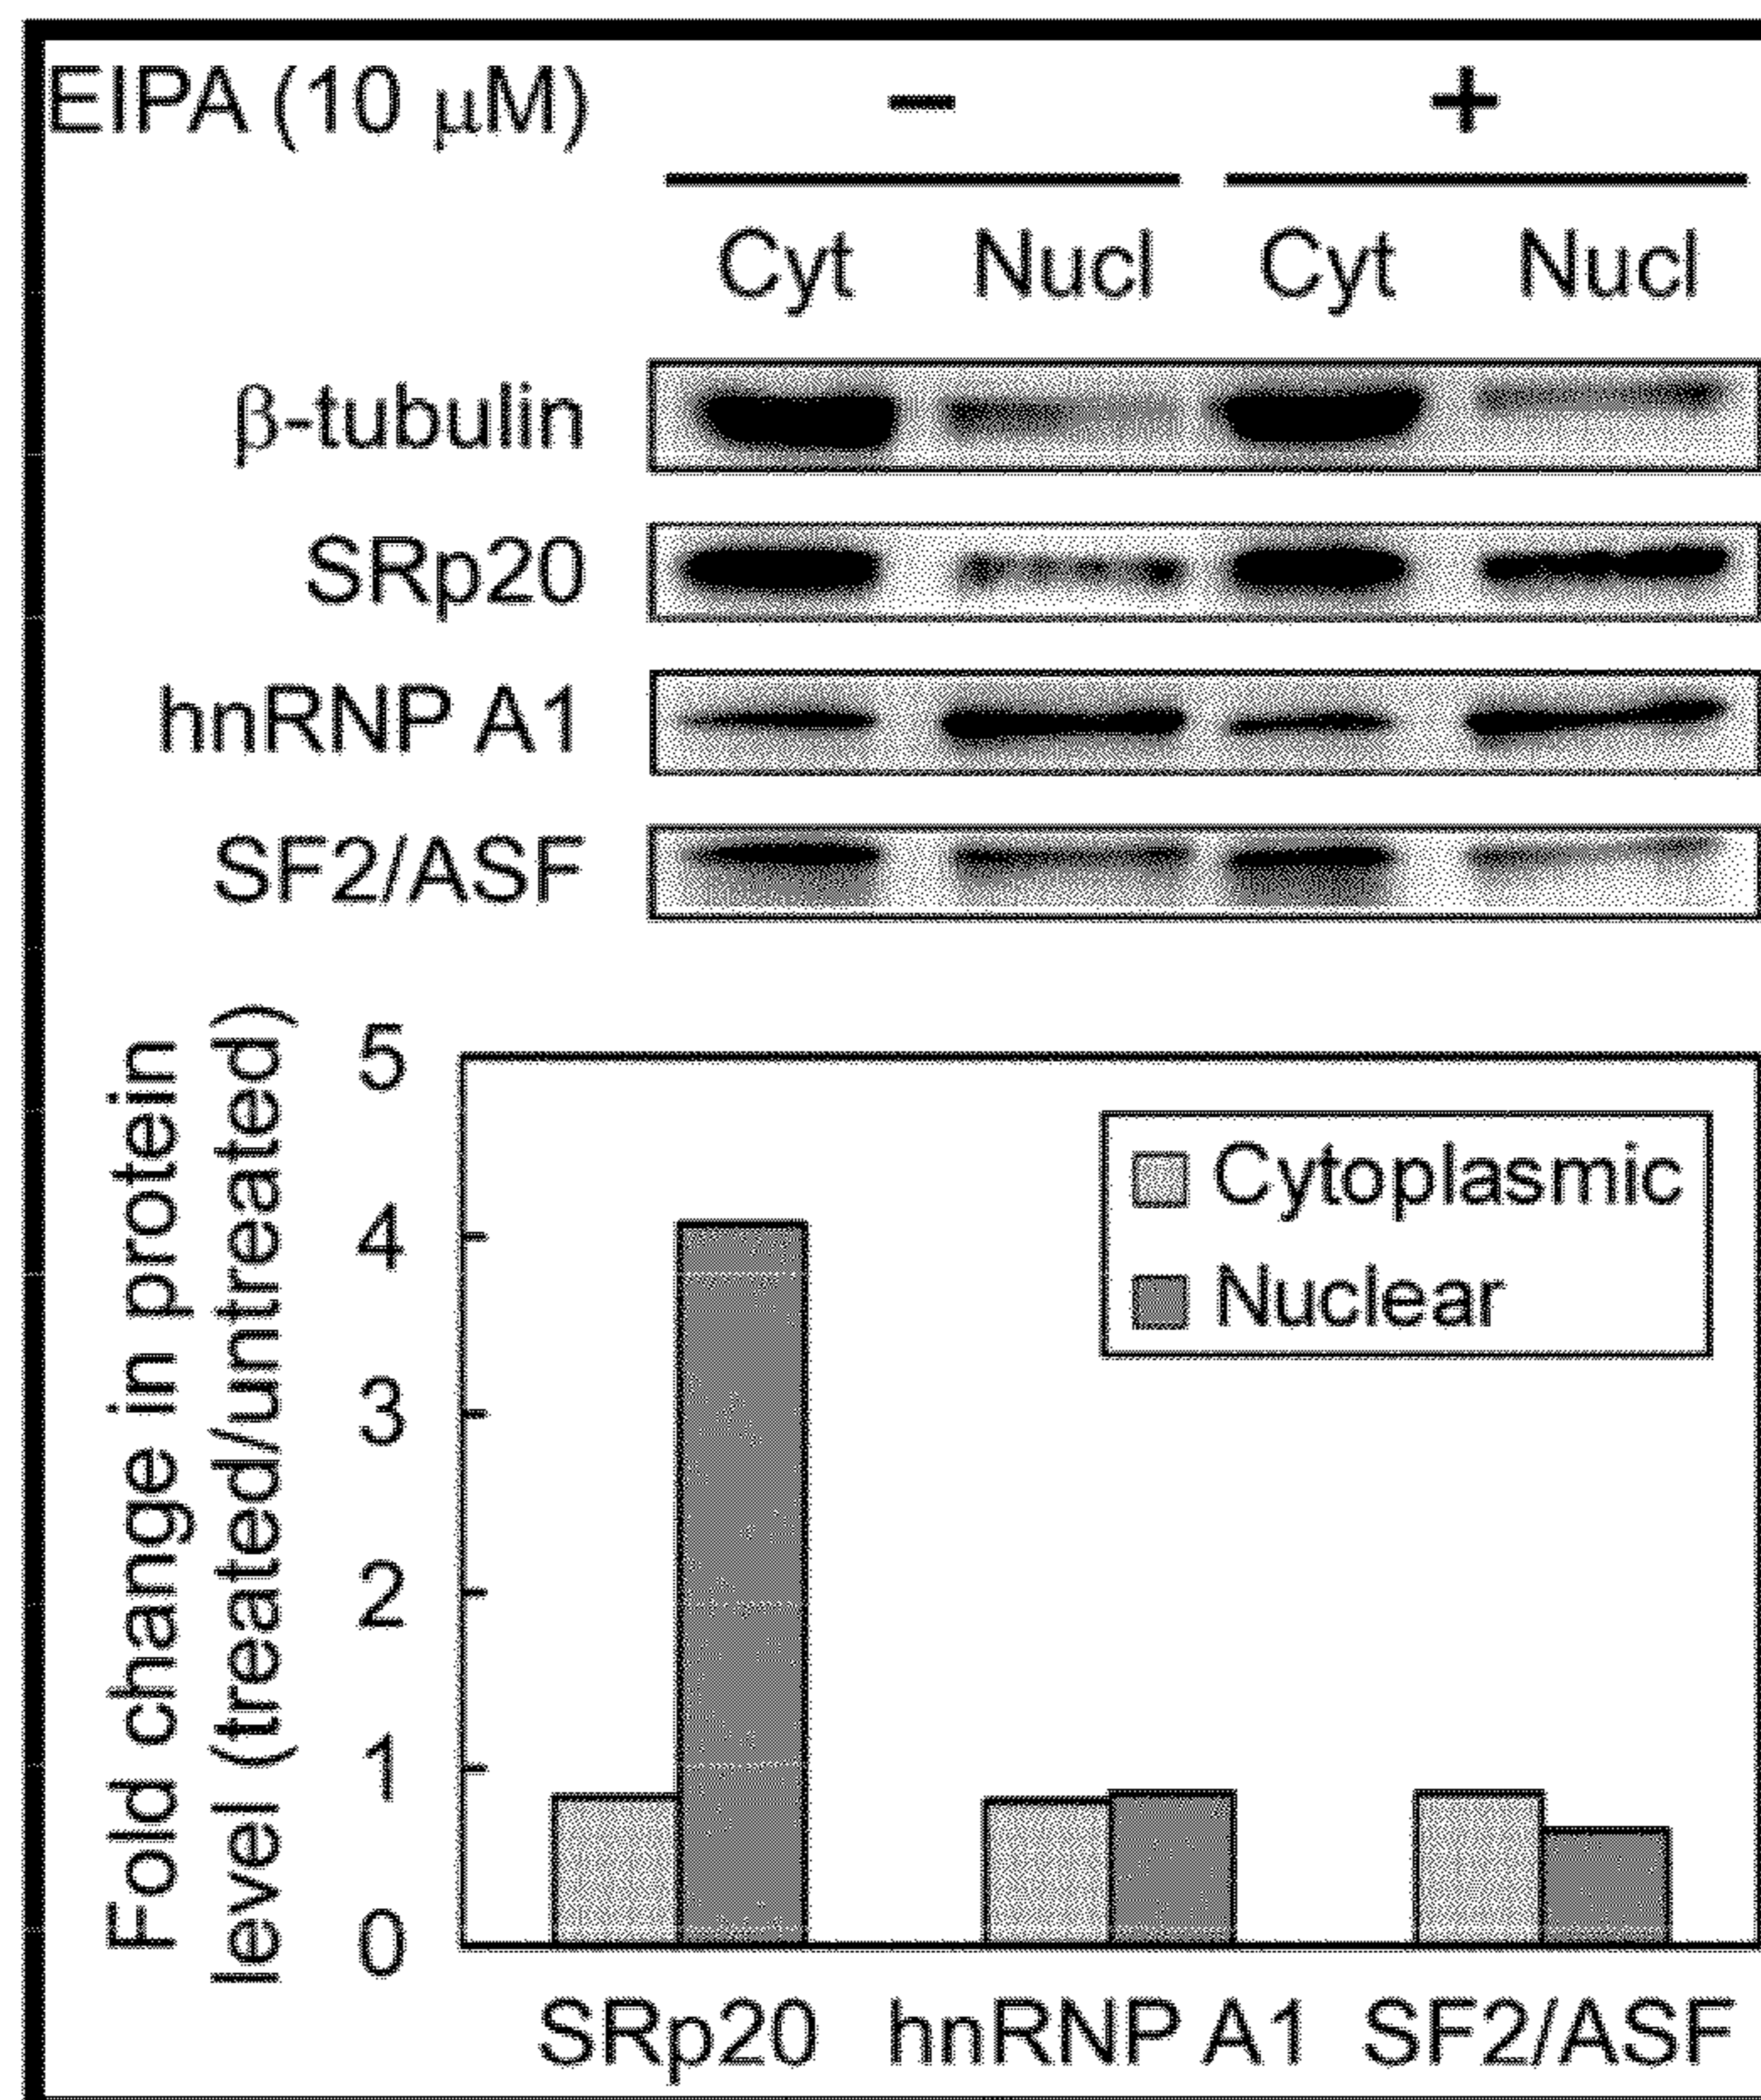 EIPA (10 μM) – +
Cyt Nucl Cyt Nucl
β-tubulin
SRp20
hnRNP A1
SF2/ASF
Fold change in protein
level (treated/untreated)
5
4
3
2
1
0
Cytoplasmic
Nuclear
SRp20 hnRNP A1 SF2/ASF